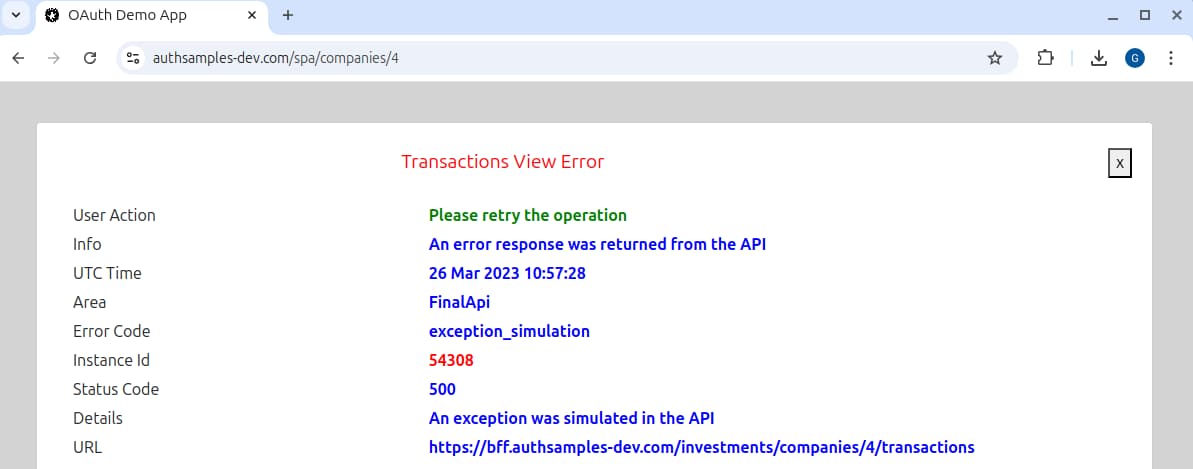 OAuth Demo App
authsamples-dev.com/spa/companies/4
G
Transactions View Error
X
User Action Please retry the operation
Info An error response was returned from the API
UTC Time 26 Mar 2023 10:57:28
Area FinalApi
Error Code exception_simulation
Instance Id 54308
Status Code 500
Details An exception was simulated in the API
URL https://bff.authsamples-dev.com/investments/companies/4/transactions